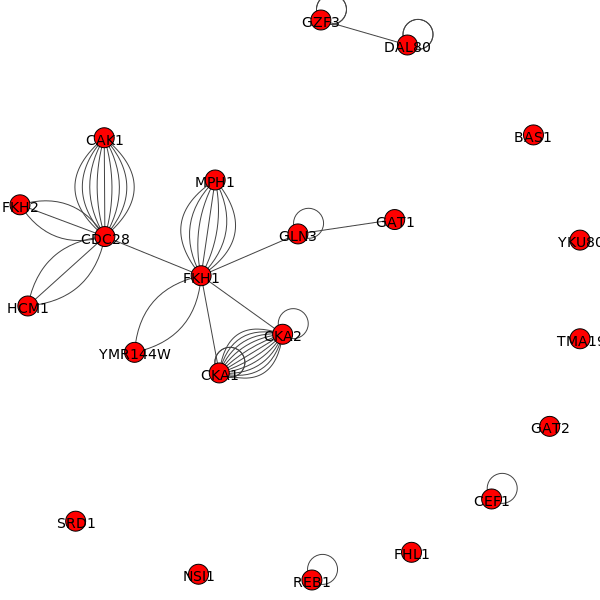 GZF3
DAL80
CAK1
BAS1
MPH1
FKH2
GAT1
GLN3
CDC28
YKU80
FKH1
HCM1
CKA2
TMA19
YMR144W
CKA1
GAT2
CEF1
SRD1
FHL1
NSI1
REB1